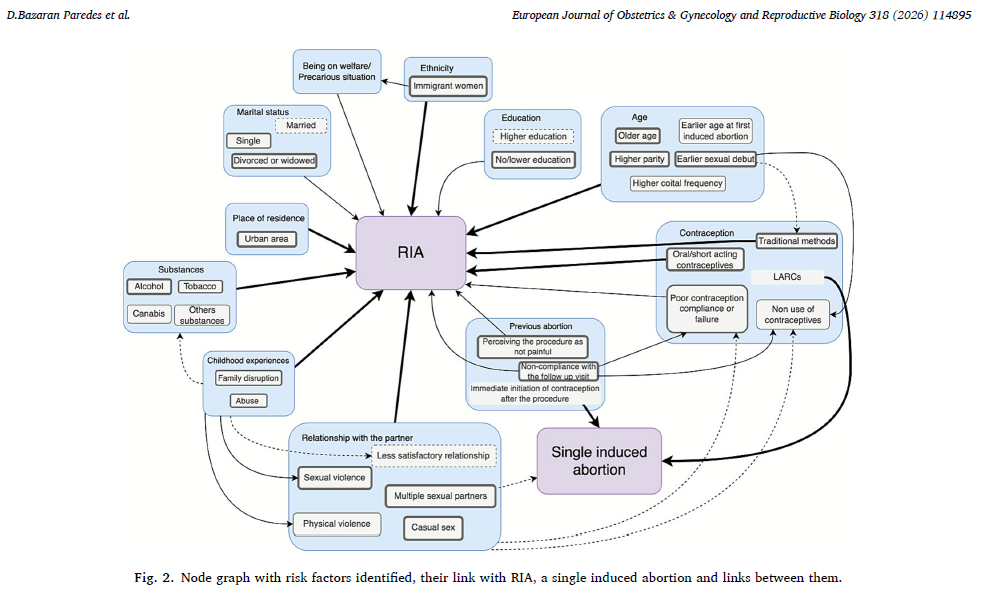 D.Bazaran Paredes et al.
European Journal of Obstetrics & Gynecology and Reproductive Biology 318 (2026) 114895
Being on welfare/
Precarious situation
Ethnicity
Immigrant women
Marital status
Married
Single
Divorced or widowed
Education
Higher education
No/lower education
Age
Older age
Earlier age at first
induced abortion
Higher parity
Earlier sexual debut
Higher coital frequency
Place of residence
Urban area
RIA
Contraception
Traditional methods
Oral/short acting
contraceptives
LARCs
Poor contraception
compliance or
failure
Non use of
contraceptives
Substances
Alcohol
Tobacco
Canabis
Others
substances
Previous abortion
Perceiving the procedure as
not painful
Non-compliance with
the follow up visit
Immediate initiation of contraception
after the procedure
Childhood experiences
Family disruption
Abuse
Relationship with the partner
Less satisfactory relationship
Sexual violence
Multiple sexual partners
Physical violence
Casual sex
Single induced
abortion
Fig. 2. Node graph with risk factors identified, their link with RIA, a single induced abortion and links between them.